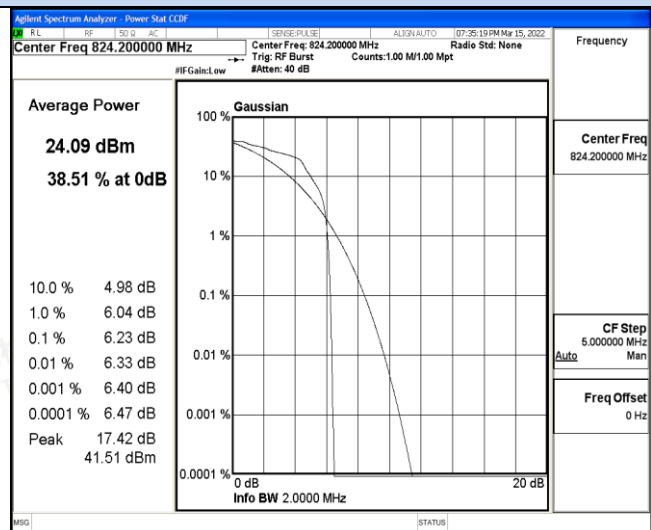 Agilent Spectrum Analyzer - Power Stat CCDF
RL RF 50 Ω AC SENSE:PULSE ALIGN AUTO 07:35:19 PM Mar 15, 2022
Center Freq 824.200000 MHz
Center Freq: 824.200000 MHz Radio Std: None
Trig: RF Burst Counts:1.00 M/1.00 Mpt
#IFGain:Low #Atten: 40 dB
Frequency
Average Power
24.09 dBm
38.51 % at 0dB
10.0 % 4.98 dB
1.0 % 6.04 dB
0.1 % 6.23 dB
0.01 % 6.33 dB
0.001 % 6.40 dB
0.0001 % 6.47 dB
Peak 17.42 dB
41.51 dBm
Gaussian
100 %
10 %
1 %
0.1 %
0.01 %
0.001 %
0.0001 %
0 dB 20 dB
Info BW 2.0000 MHz
Center Freq
824.200000 MHz
CF Step
5.000000 MHz
Auto Man
Freq Offset
0 Hz
MSG STATUS